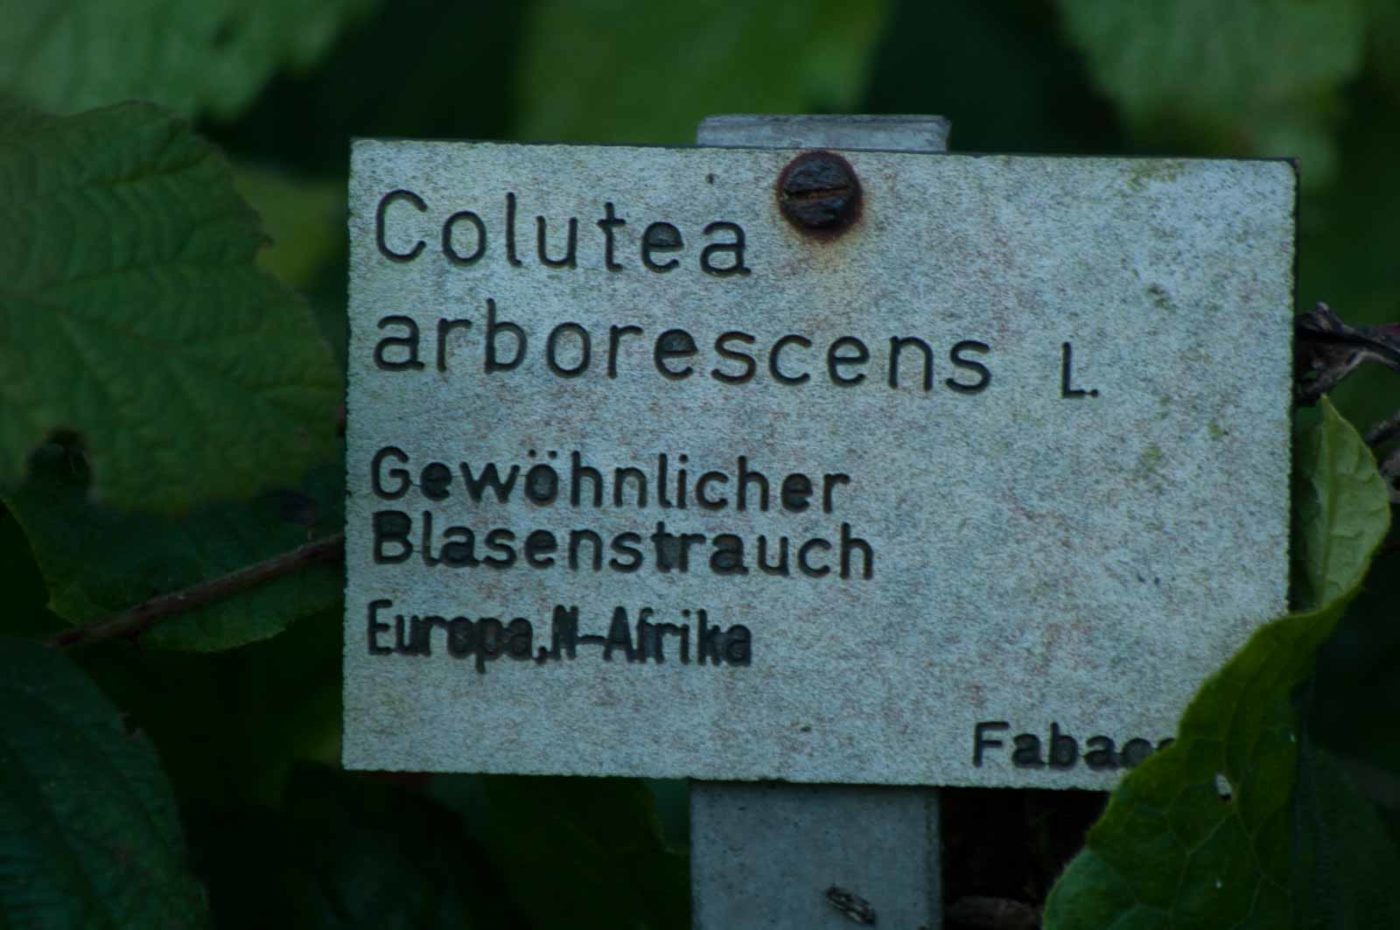 Colutea
arborescens L.
Gewöhnlicher
Blasenstrauch
Europa,N-Afrika